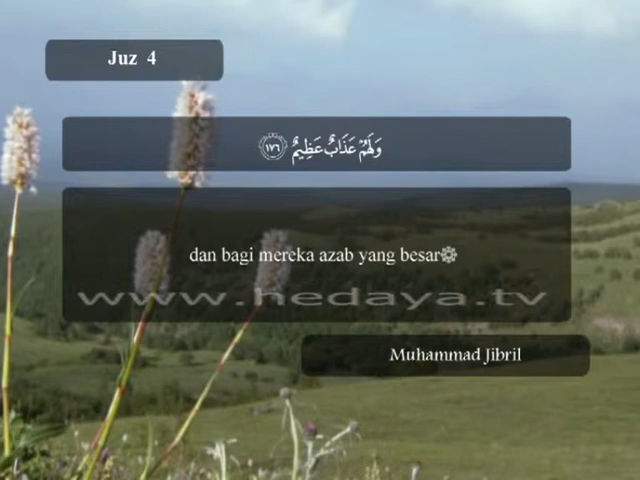 Juz 4
وَلَهُمْ عَذَابٌ عَظِيمٌ ١٧٦
dan bagi mereka azab yang besar
www.hedaya.tv
Muhammad Jibril